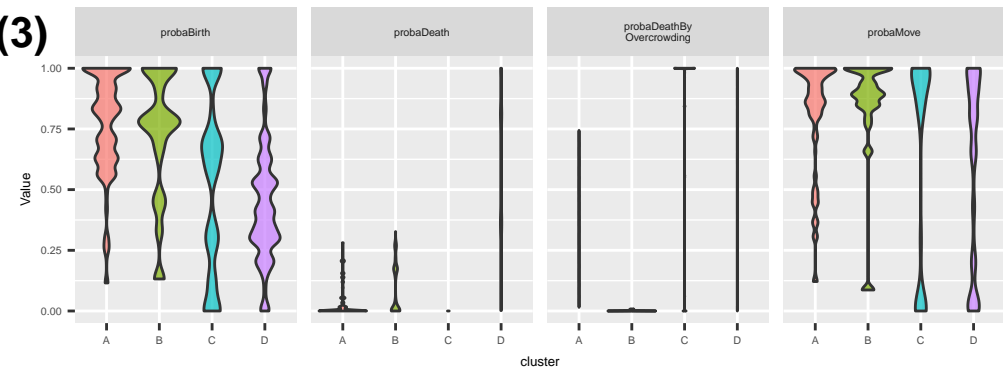 (3)
probaBirth
probaDeath
probaDeathBy
Overcrowding
probaMove
Value
1.00
0.75
0.50
0.25
0.00
A B C D
A B C D
A B C D
A B C D
cluster